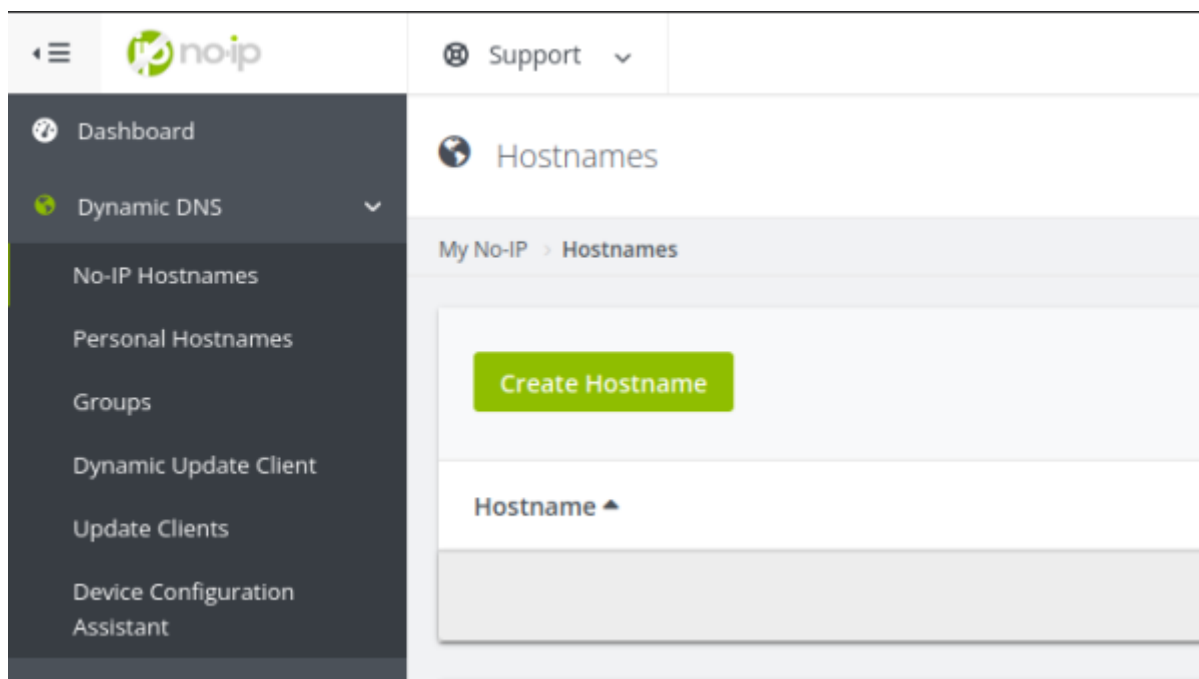 no-ip
Support
Dashboard
Hostnames
Dynamic DNS
My No-IP > Hostnames
No-IP Hostnames
Personal Hostnames
Create Hostname
Groups
Dynamic Update Client
Hostname
Update Clients
Device Configuration
Assistant